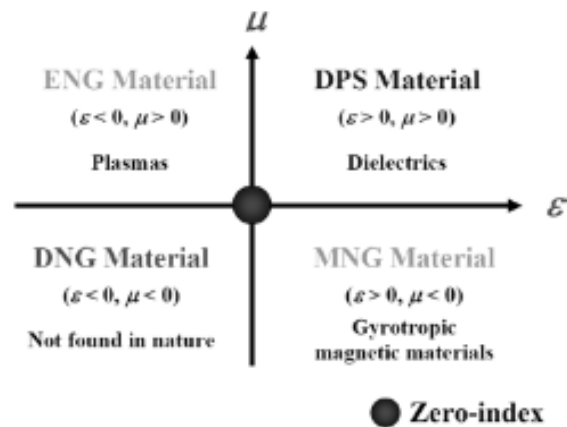 μ
ENG Material
(ε < 0, μ > 0)
Plasmas
DPS Material
(ε > 0, μ > 0)
Dielectrics
ε
DNG Material
(ε < 0, μ < 0)
Not found in nature
MNG Material
(ε > 0, μ < 0)
Gyrotropic
magnetic materials
Zero-index